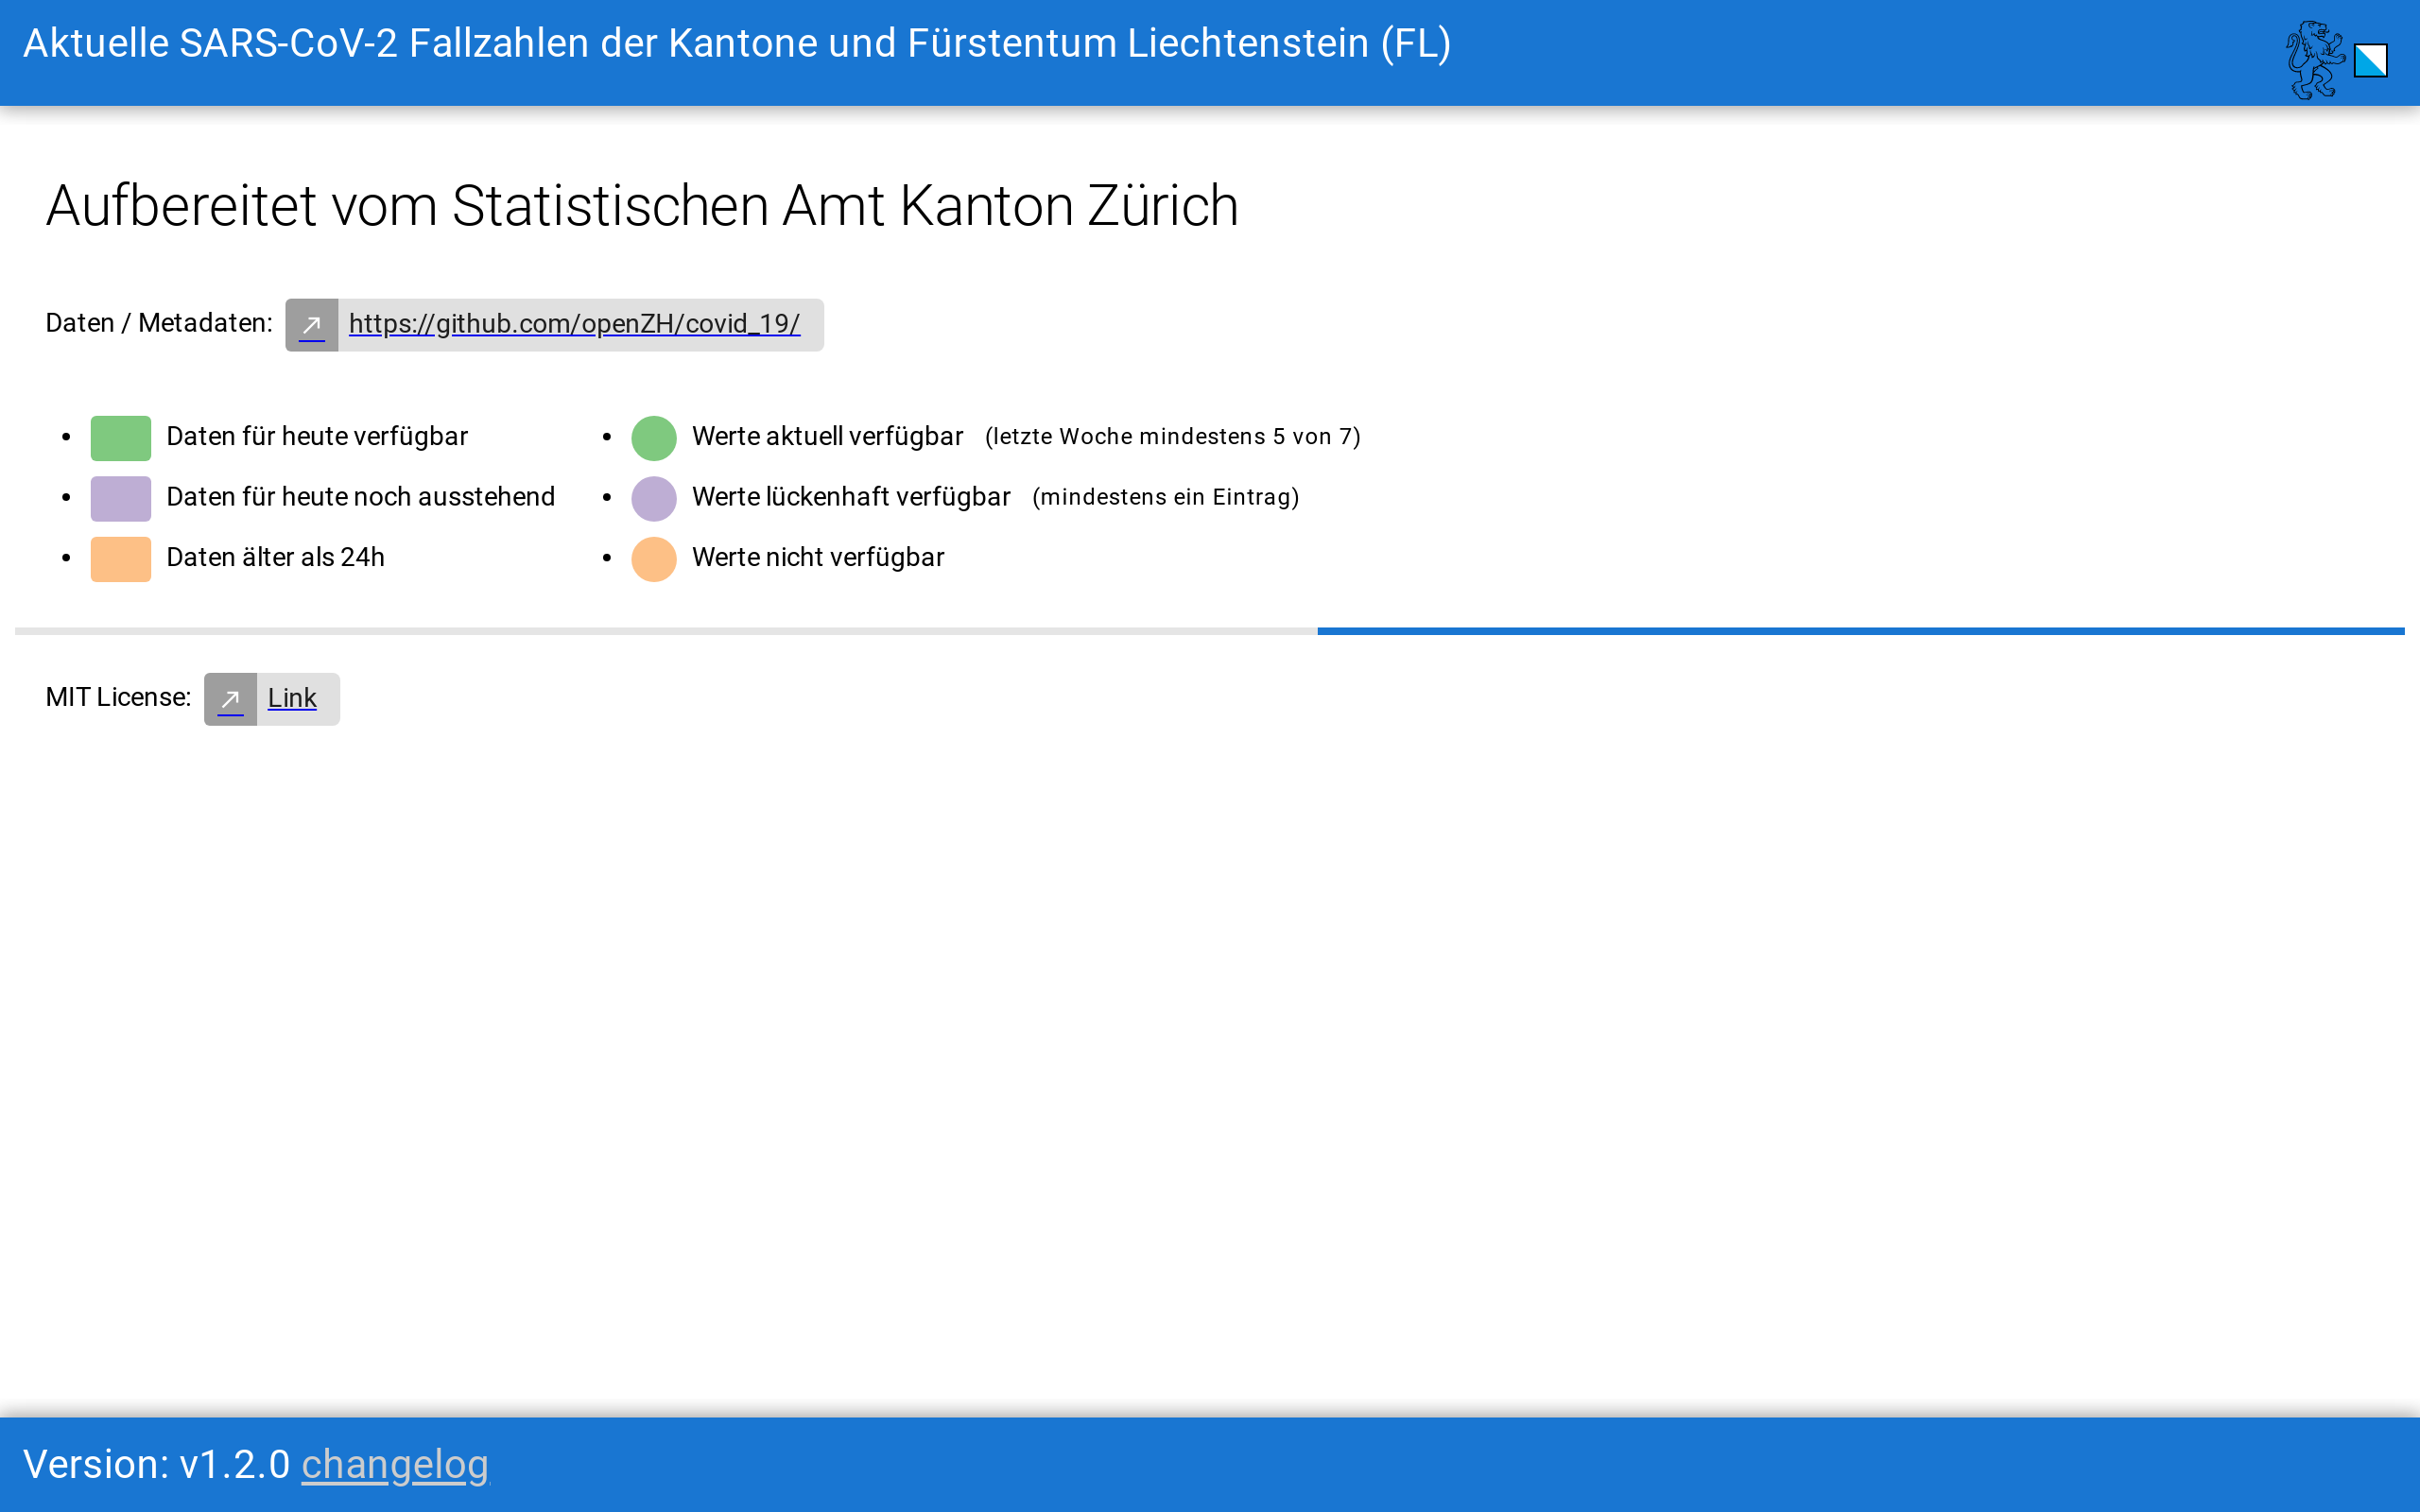 Aktuelle SARS-CoV-2 Fallzahlen der Kantone und Fürstentum Liechtenstein (FL)
Aufbereitet vom Statistischen Amt Kanton Zürich
Daten / Metadaten: https://github.com/openZH/covid_19/
Daten für heute verfügbar
Daten für heute noch ausstehend
Daten älter als 24h
Werte aktuell verfügbar (letzte Woche mindestens 5 von 7)
Werte lückenhaft verfügbar (mindestens ein Eintrag)
Werte nicht verfügbar
MIT License: Link
Version: v1.2.0 changelog